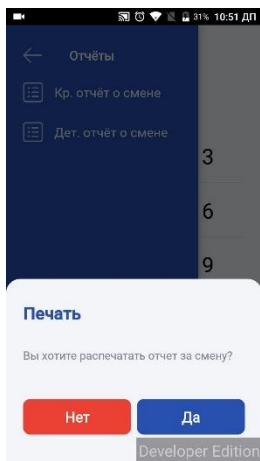 31% 10:51 ДП
Отчёты
Кр. отчёт о смене
Дет. отчёт о смене
3
6
9
Печать
Вы хотите распечатать отчет за смену?
Нет
Да
Developer Edition